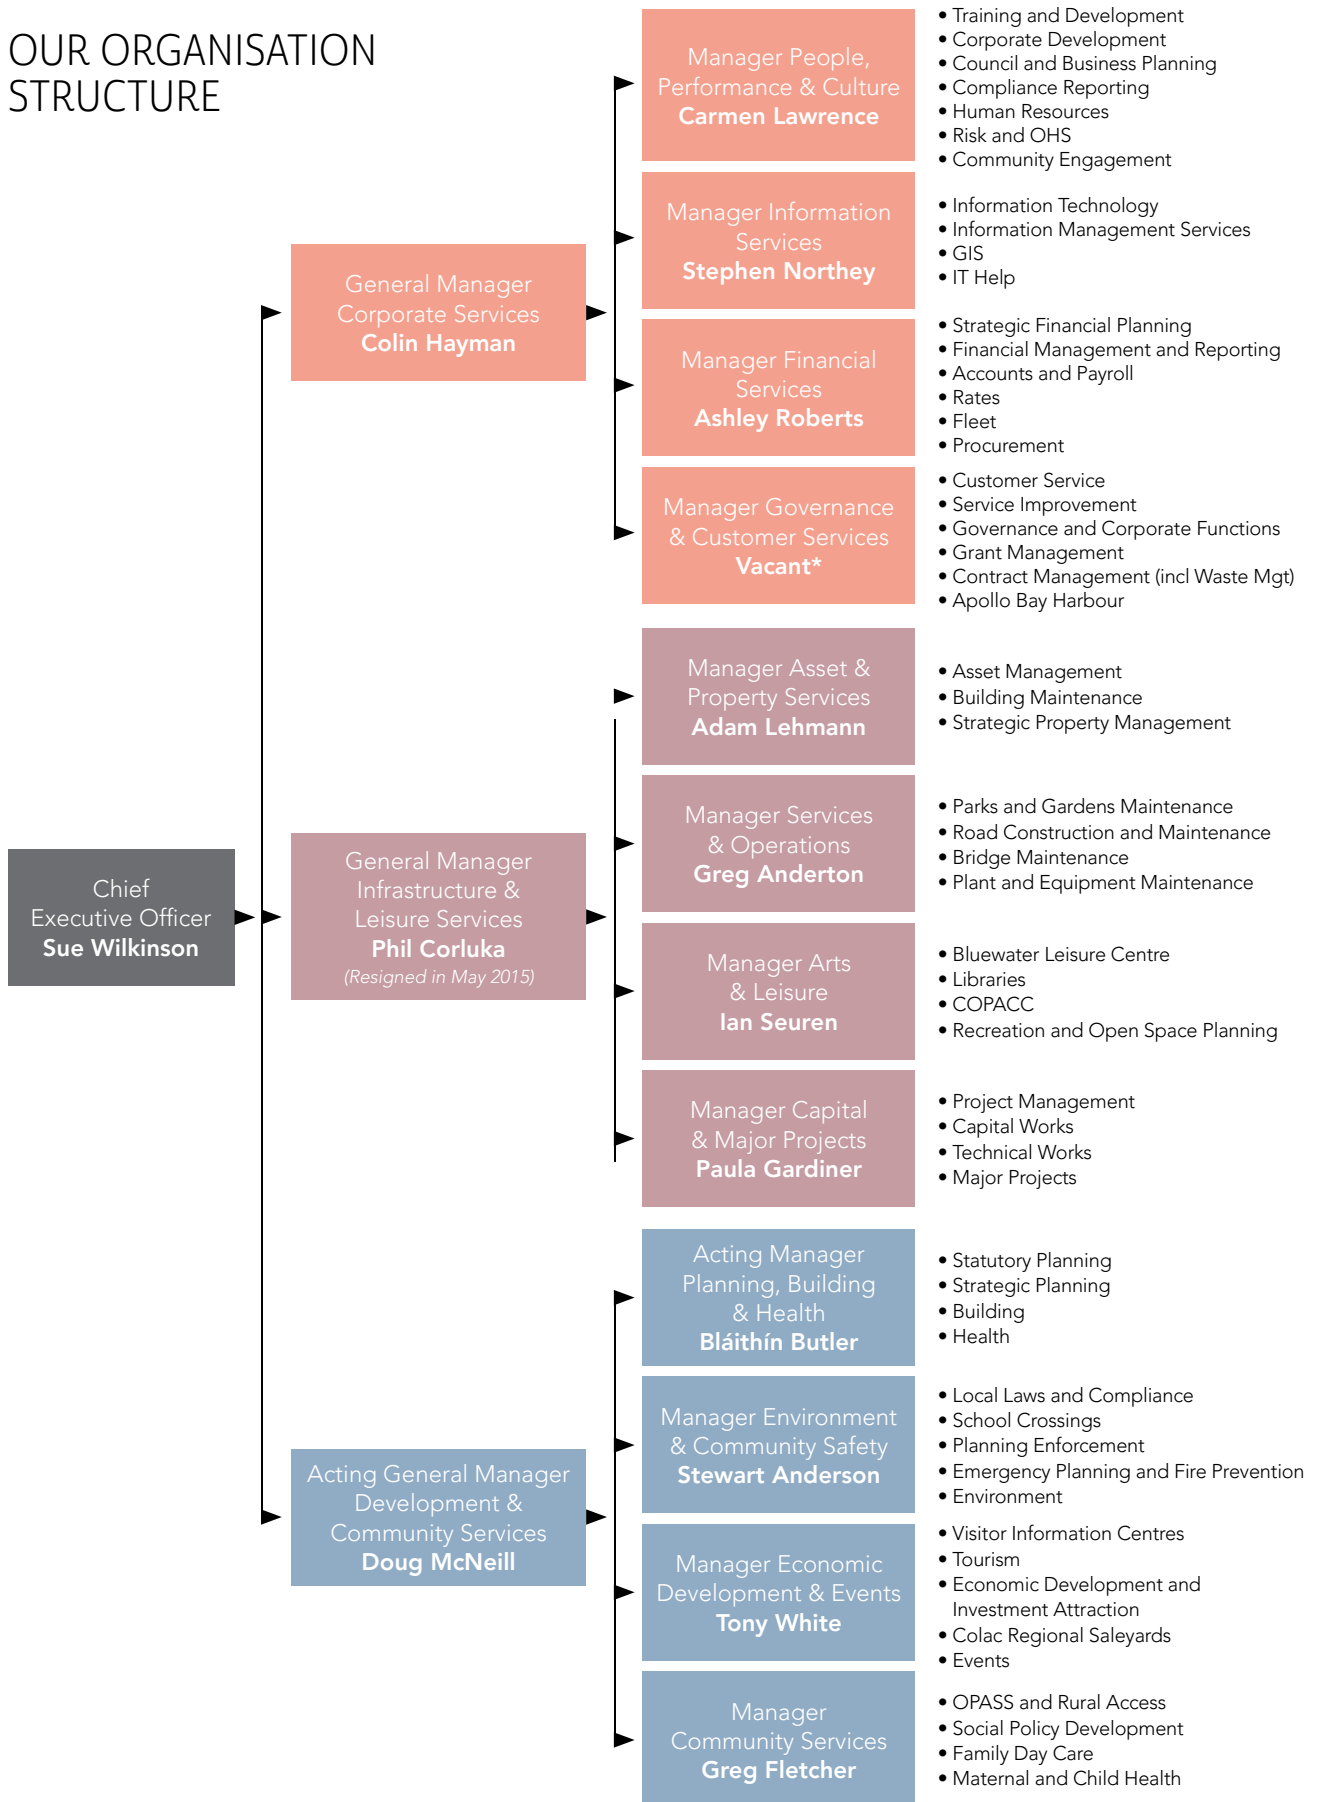 OUR ORGANISATION
STRUCTURE
Manager People,
Performance & Culture
Carmen Lawrence
• Training and Development
• Corporate Development
• Council and Business Planning
• Compliance Reporting
• Human Resources
• Risk and OHS
• Community Engagement
Manager Information
Services
Stephen Northey
• Information Technology
• Information Management Services
• GIS
• IT Help
General Manager
Corporate Services
Colin Hayman
Manager Financial
Services
Ashley Roberts
• Strategic Financial Planning
• Financial Management and Reporting
• Accounts and Payroll
• Rates
• Fleet
• Procurement
Manager Governance
& Customer Services
Vacant*
• Customer Service
• Service Improvement
• Governance and Corporate Functions
• Grant Management
• Contract Management (incl Waste Mgt)
• Apollo Bay Harbour
Manager Asset &
Property Services
Adam Lehmann
• Asset Management
• Building Maintenance
• Strategic Property Management
Manager Services
& Operations
Greg Anderton
• Parks and Gardens Maintenance
• Road Construction and Maintenance
• Bridge Maintenance
• Plant and Equipment Maintenance
Chief
Executive Officer
Sue Wilkinson
General Manager
Infrastructure &
Leisure Services
Phil Corluka
(Resigned in May 2015)
Manager Arts
& Leisure
Ian Seuren
• Bluewater Leisure Centre
• Libraries
• COPACC
• Recreation and Open Space Planning
Manager Capital
& Major Projects
Paula Gardiner
• Project Management
• Capital Works
• Technical Works
• Major Projects
Acting Manager
Planning, Building
& Health
Bláithín Butler
• Statutory Planning
• Strategic Planning
• Building
• Health
Manager Environment
& Community Safety
Stewart Anderson
• Local Laws and Compliance
• School Crossings
• Planning Enforcement
• Emergency Planning and Fire Prevention
• Environment
Acting General Manager
Development &
Community Services
Doug McNeill
Manager Economic
Development & Events
Tony White
• Visitor Information Centres
• Tourism
• Economic Development and
Investment Attraction
• Colac Regional Saleyards
• Events
Manager
Community Services
Greg Fletcher
• OPASS and Rural Access
• Social Policy Development
• Family Day Care
• Maternal and Child Health